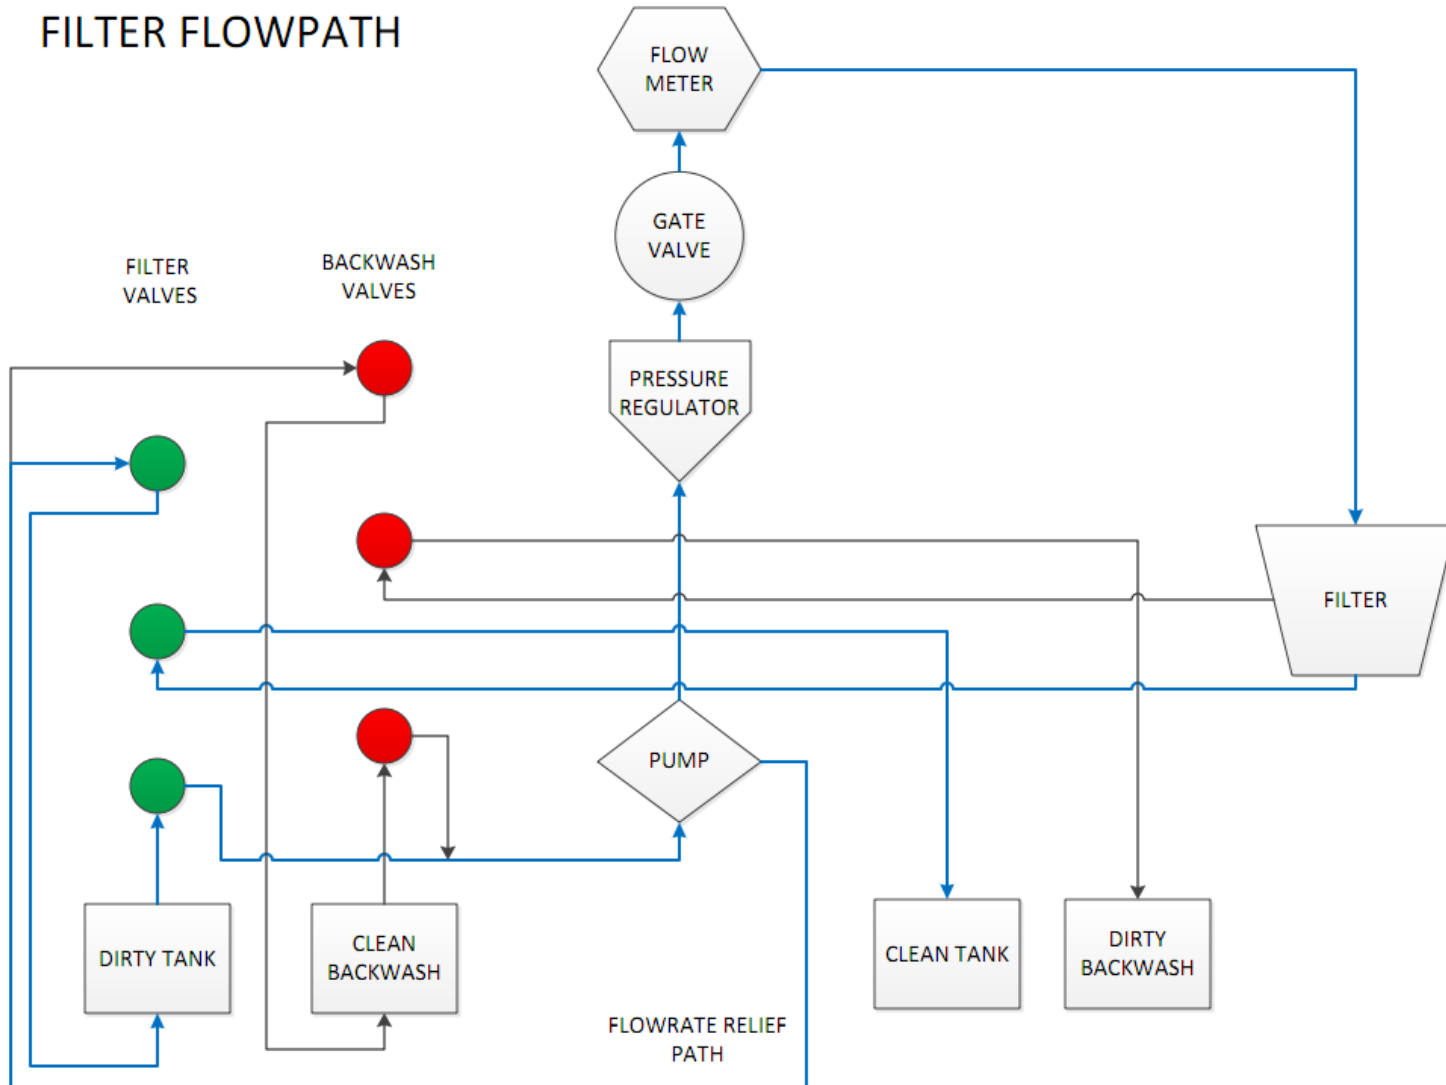 FILTER FLOWPATH
FLOW
METER
GATE
VALVE
FILTER
VALVES
BACKWASH
VALVES
PRESSURE
REGULATOR
FILTER
PUMP
DIRTY TANK
CLEAN
BACKWASH
CLEAN TANK
DIRTY
BACKWASH
FLOWRATE RELIEF
PATH